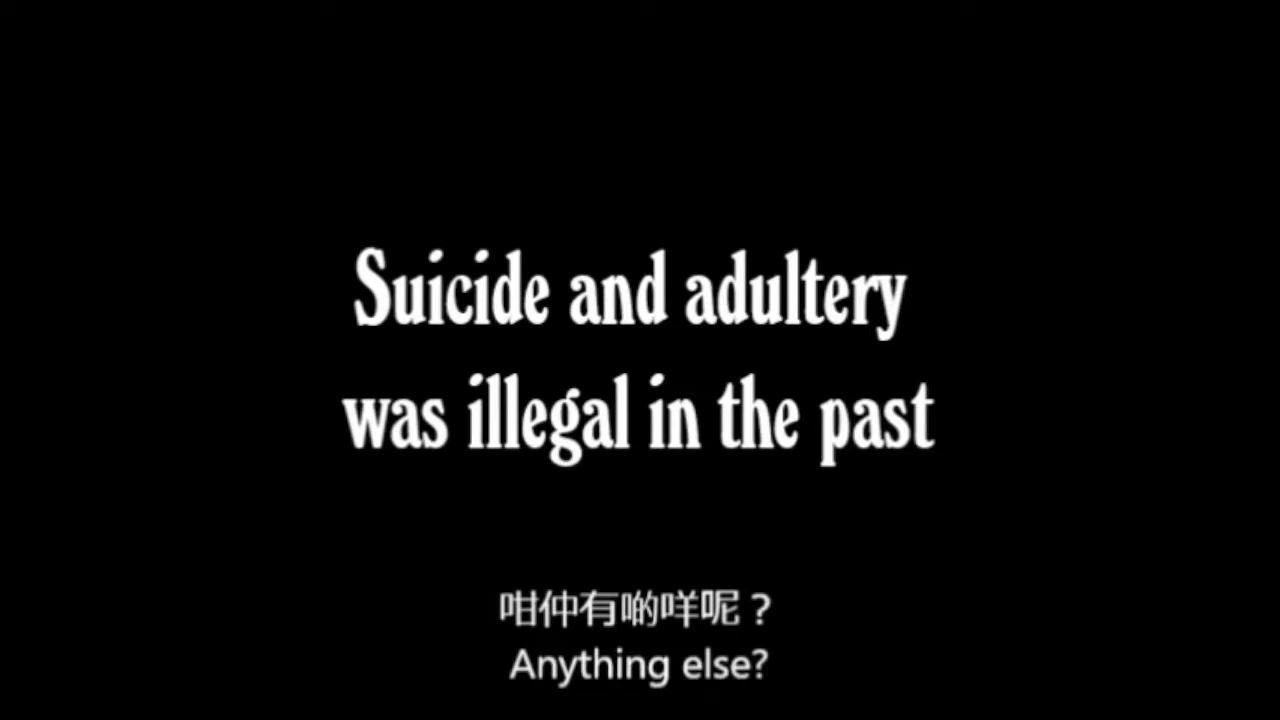 Suicide and adultery
was illegal in the past
咁仲有啲咩呢？
Anything else?